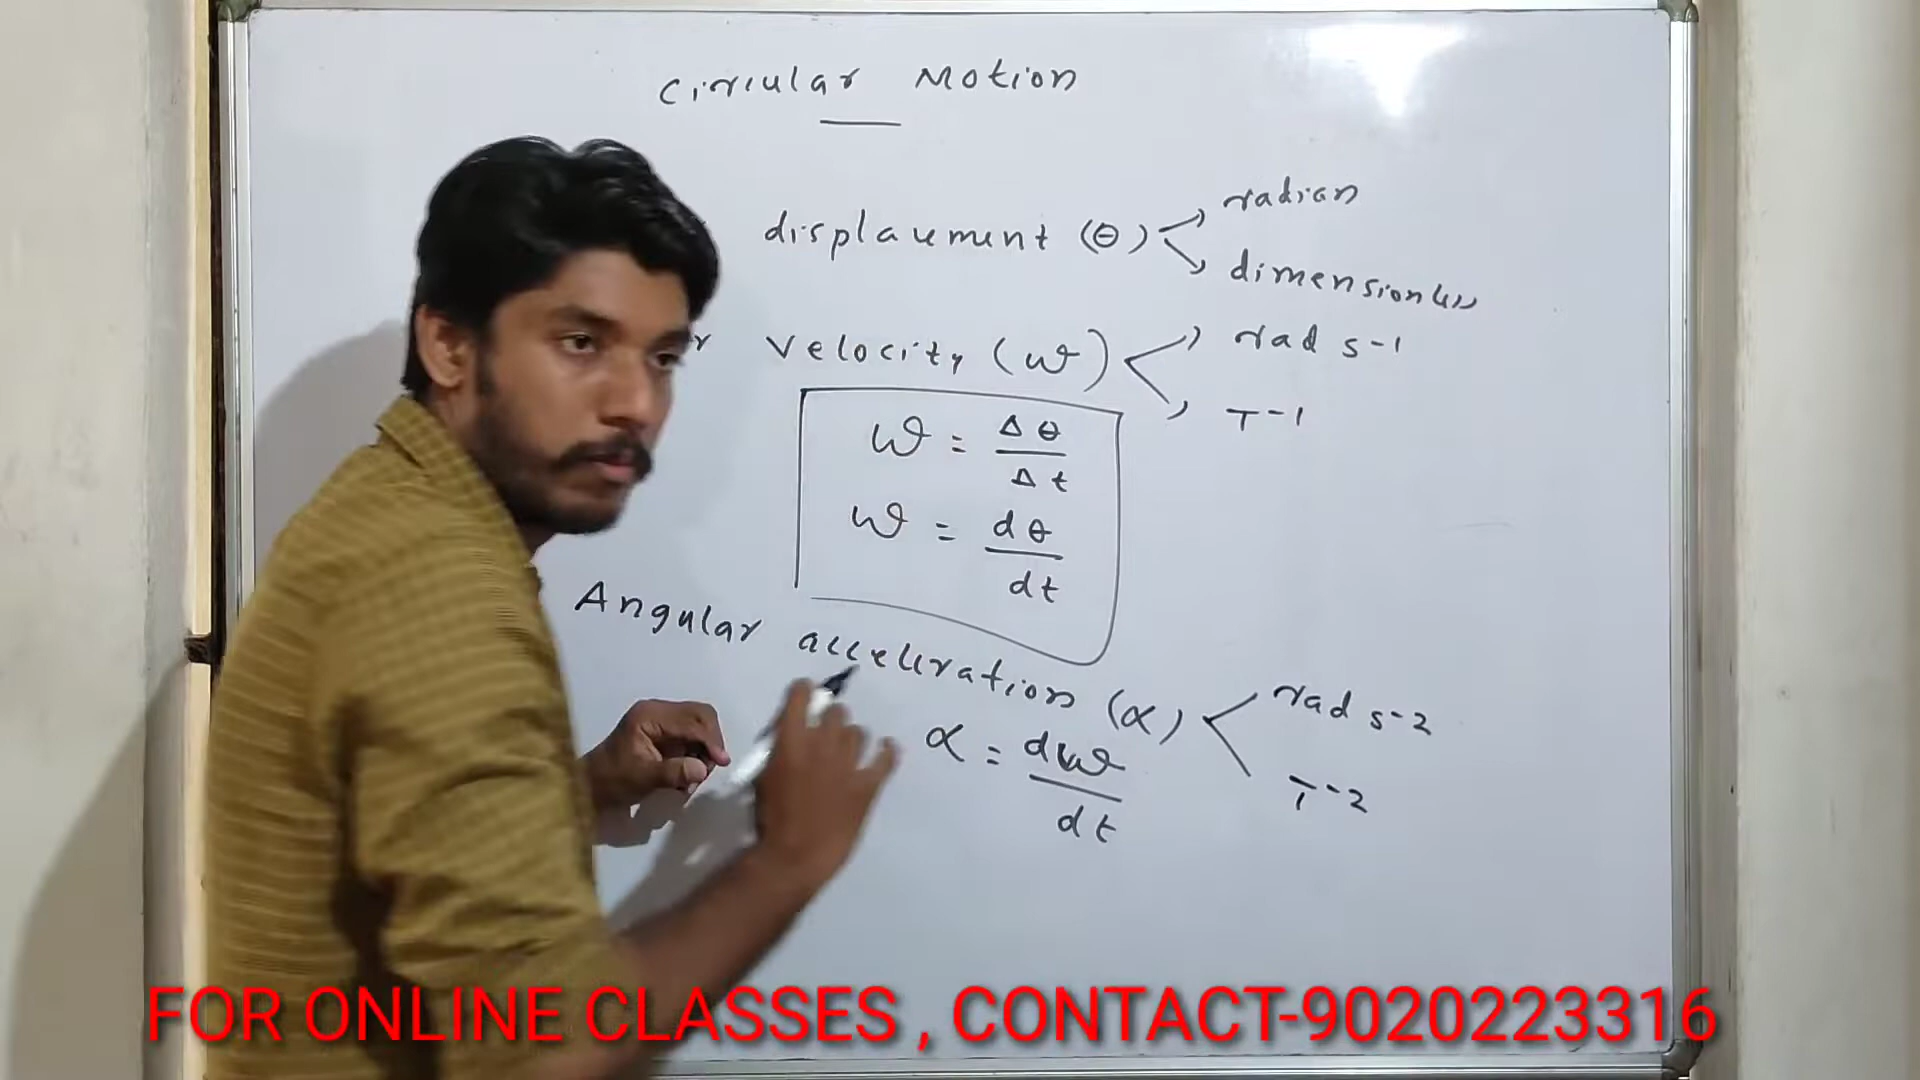 Circular Motion
displacement (θ) radian
dimensionless
r velocity (ω) rad s-1
T-1
ω = Δθ/Δt
ω = dθ/dt
Angular acceleration (α) rad s-2
T-2
α = dω/dt
FOR ONLINE CLASSES , CONTACT-9020223316